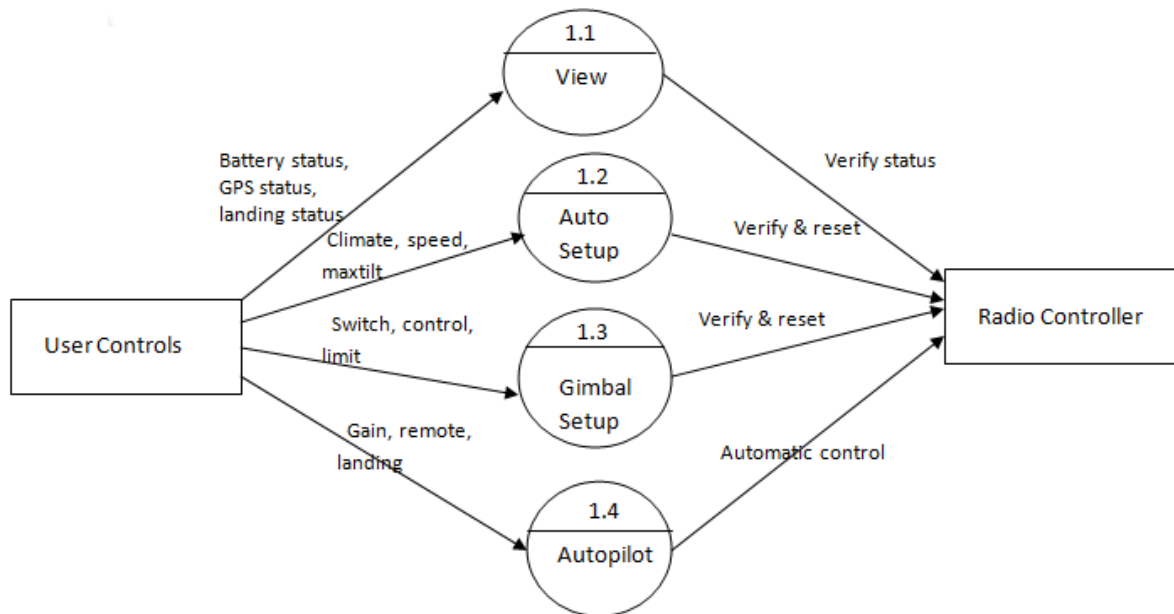 1.1
View
Battery status,
GPS status,
landing status
Verify status
1.2
Auto
Setup
Climate, speed,
maxtilt
Verify & reset
User Controls
Radio Controller
Switch, control,
limit
1.3
Gimbal
Setup
Verify & reset
Gain, remote,
landing
Automatic control
1.4
Autopilot